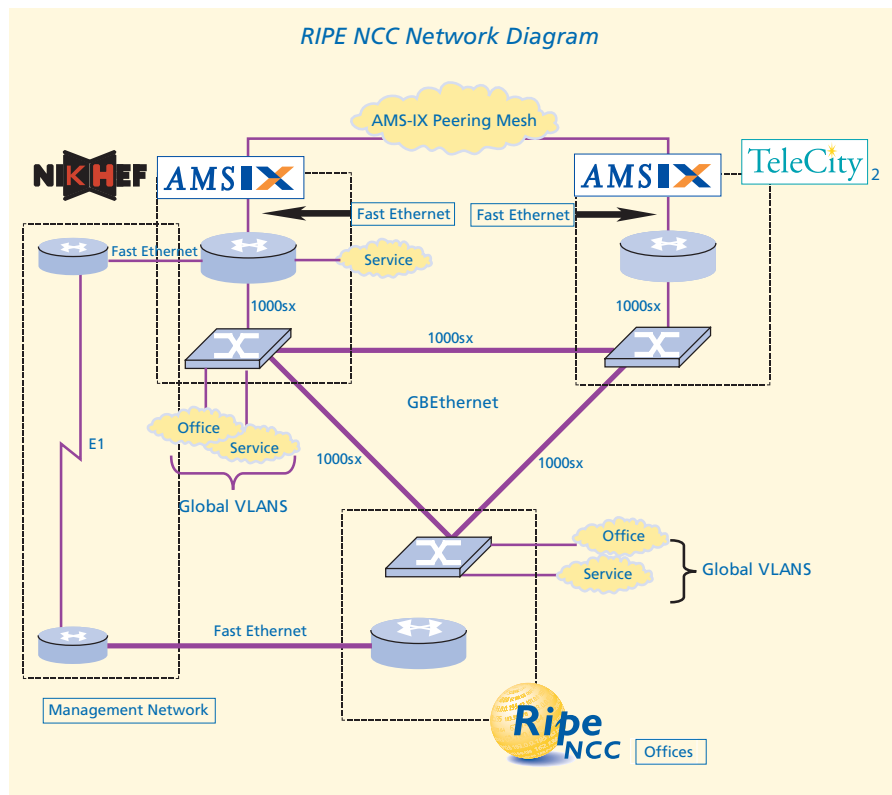 RIPE NCC Network Diagram
AMS-IX Peering Mesh
NIKHEF
AMSIX
AMSIX
TeleCity 2
Fast Ethernet
Fast Ethernet
Fast Ethernet
Service
1000sx
1000sx
1000sx
GBEthernet
Office
Service
E1
1000sx
1000sx
Global VLANS
Office
Service
Global VLANS
Fast Ethernet
Management Network
Ripe
NCC
Offices